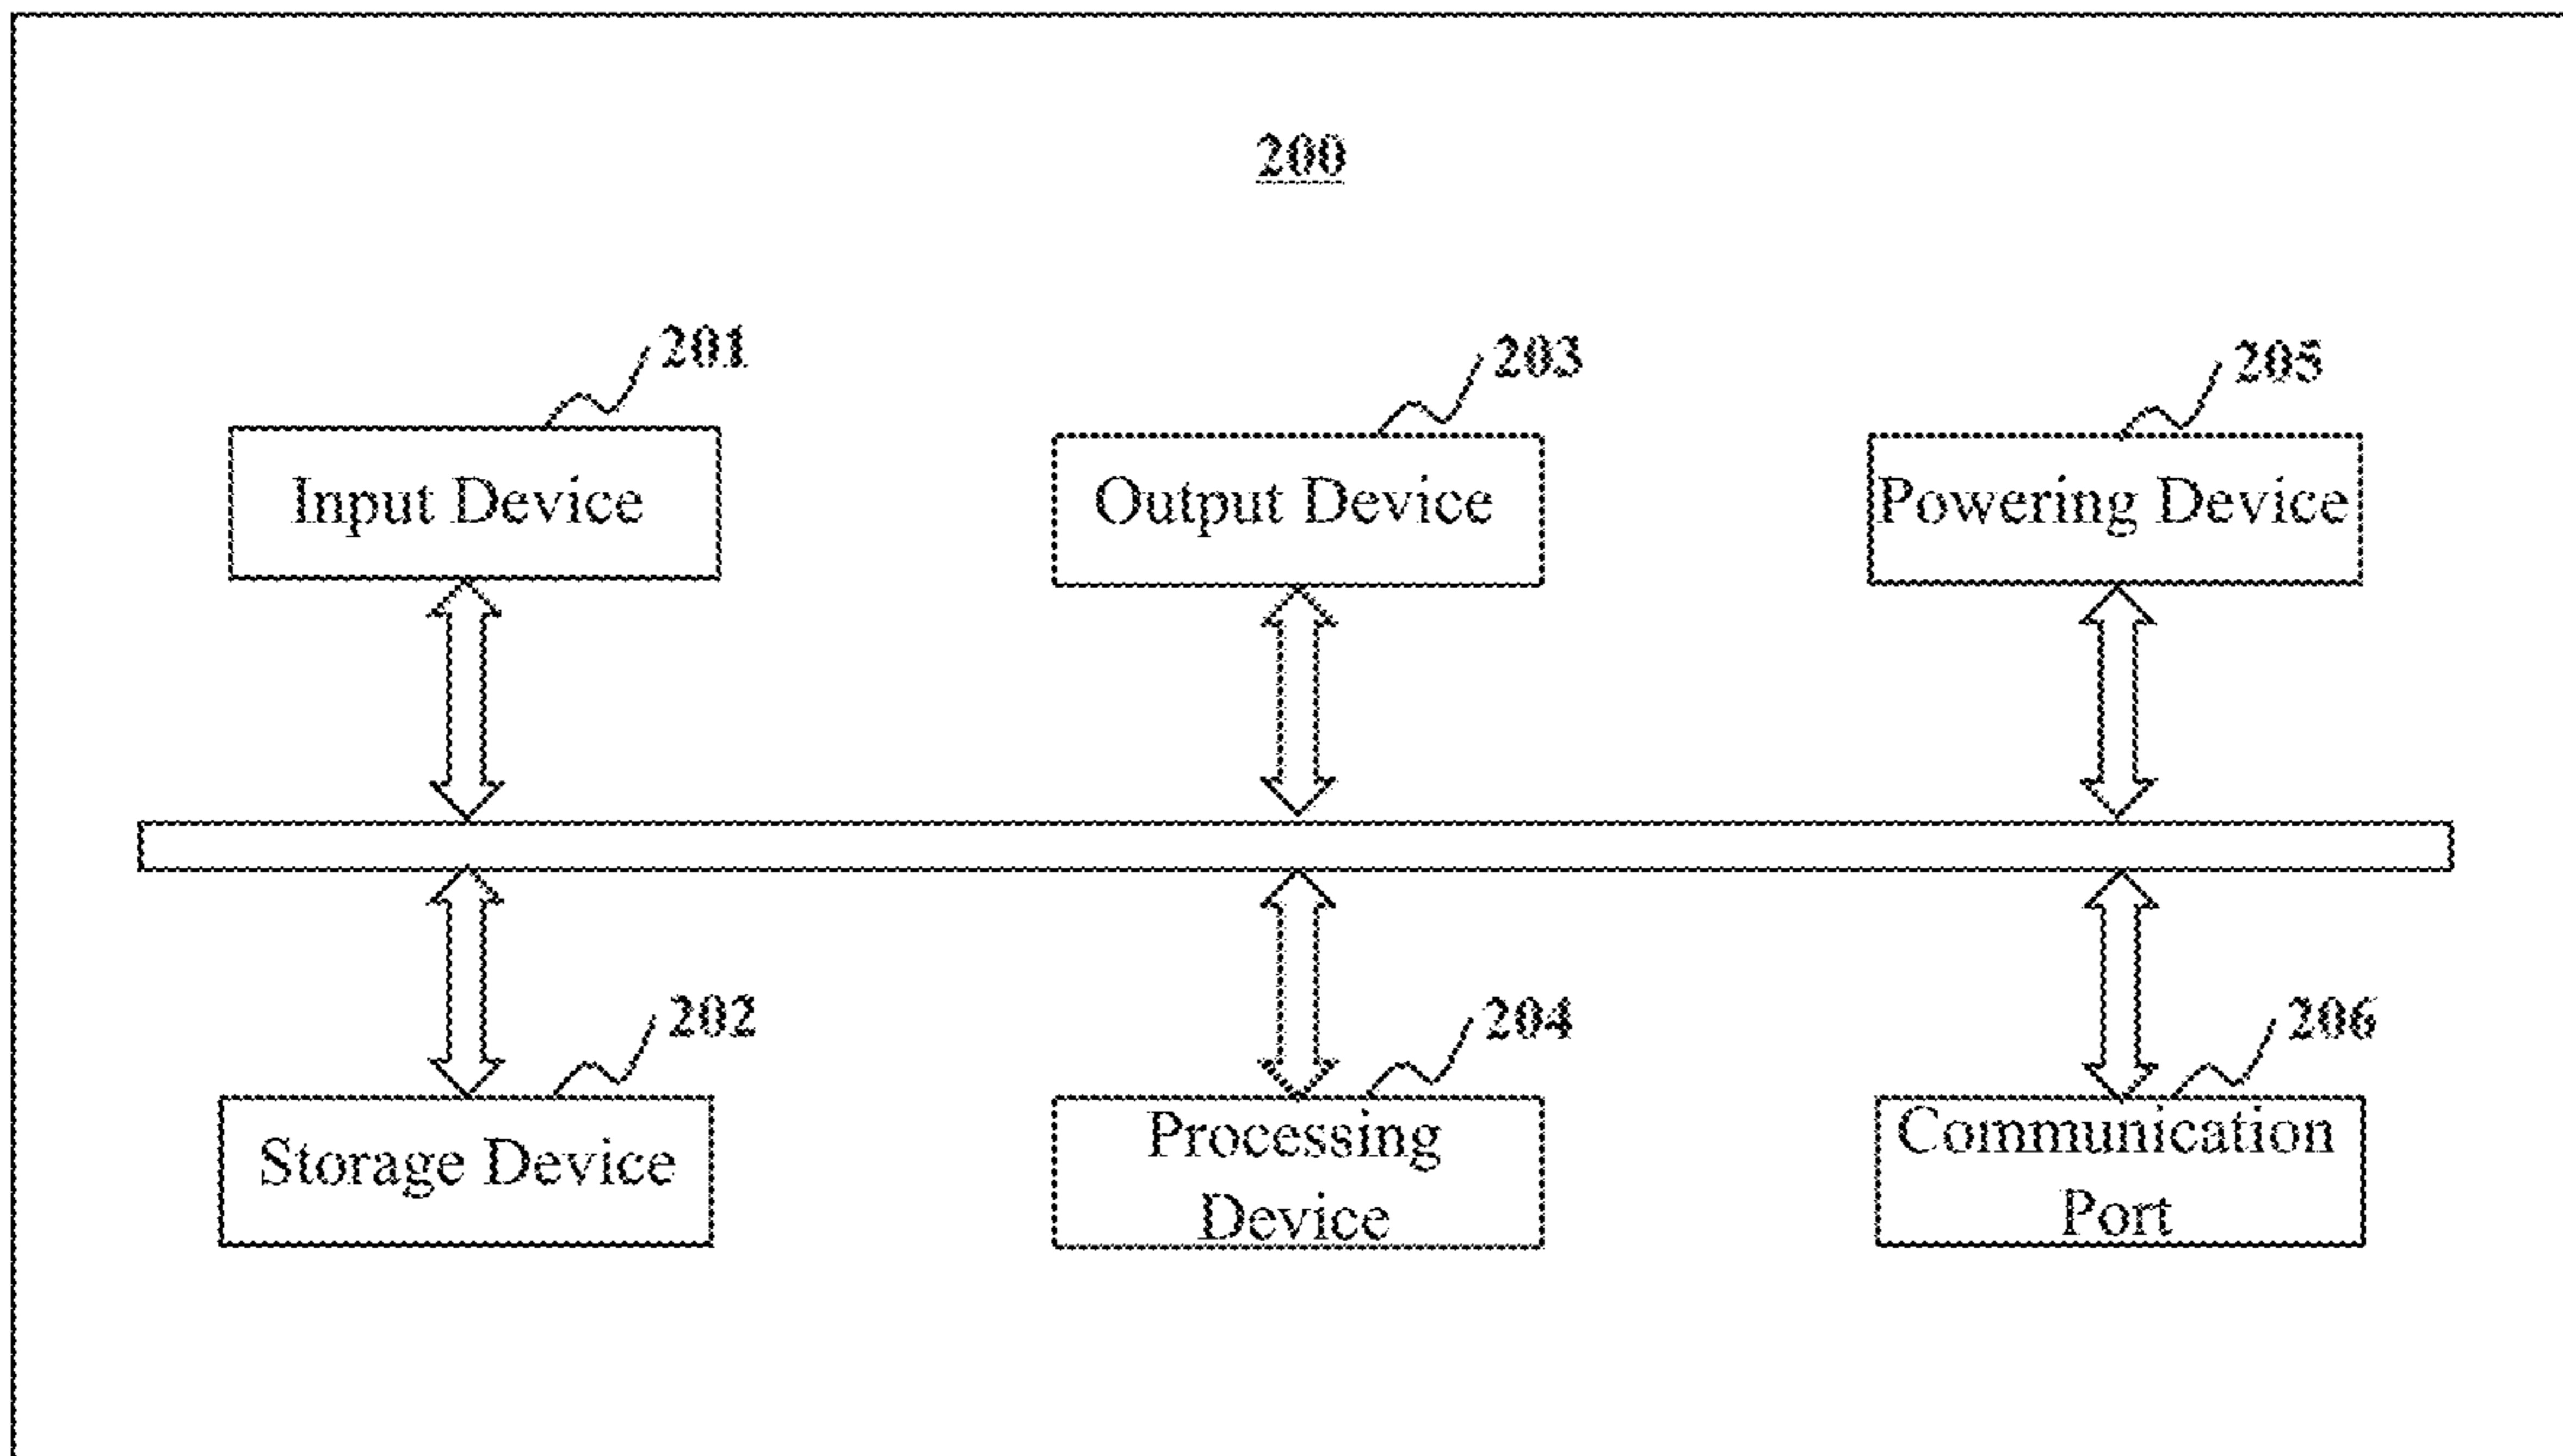 200
201
203
205
Input Device
Output Device
Powering Device
202
204
206
Storage Device
Processing
Device
Communication
Port